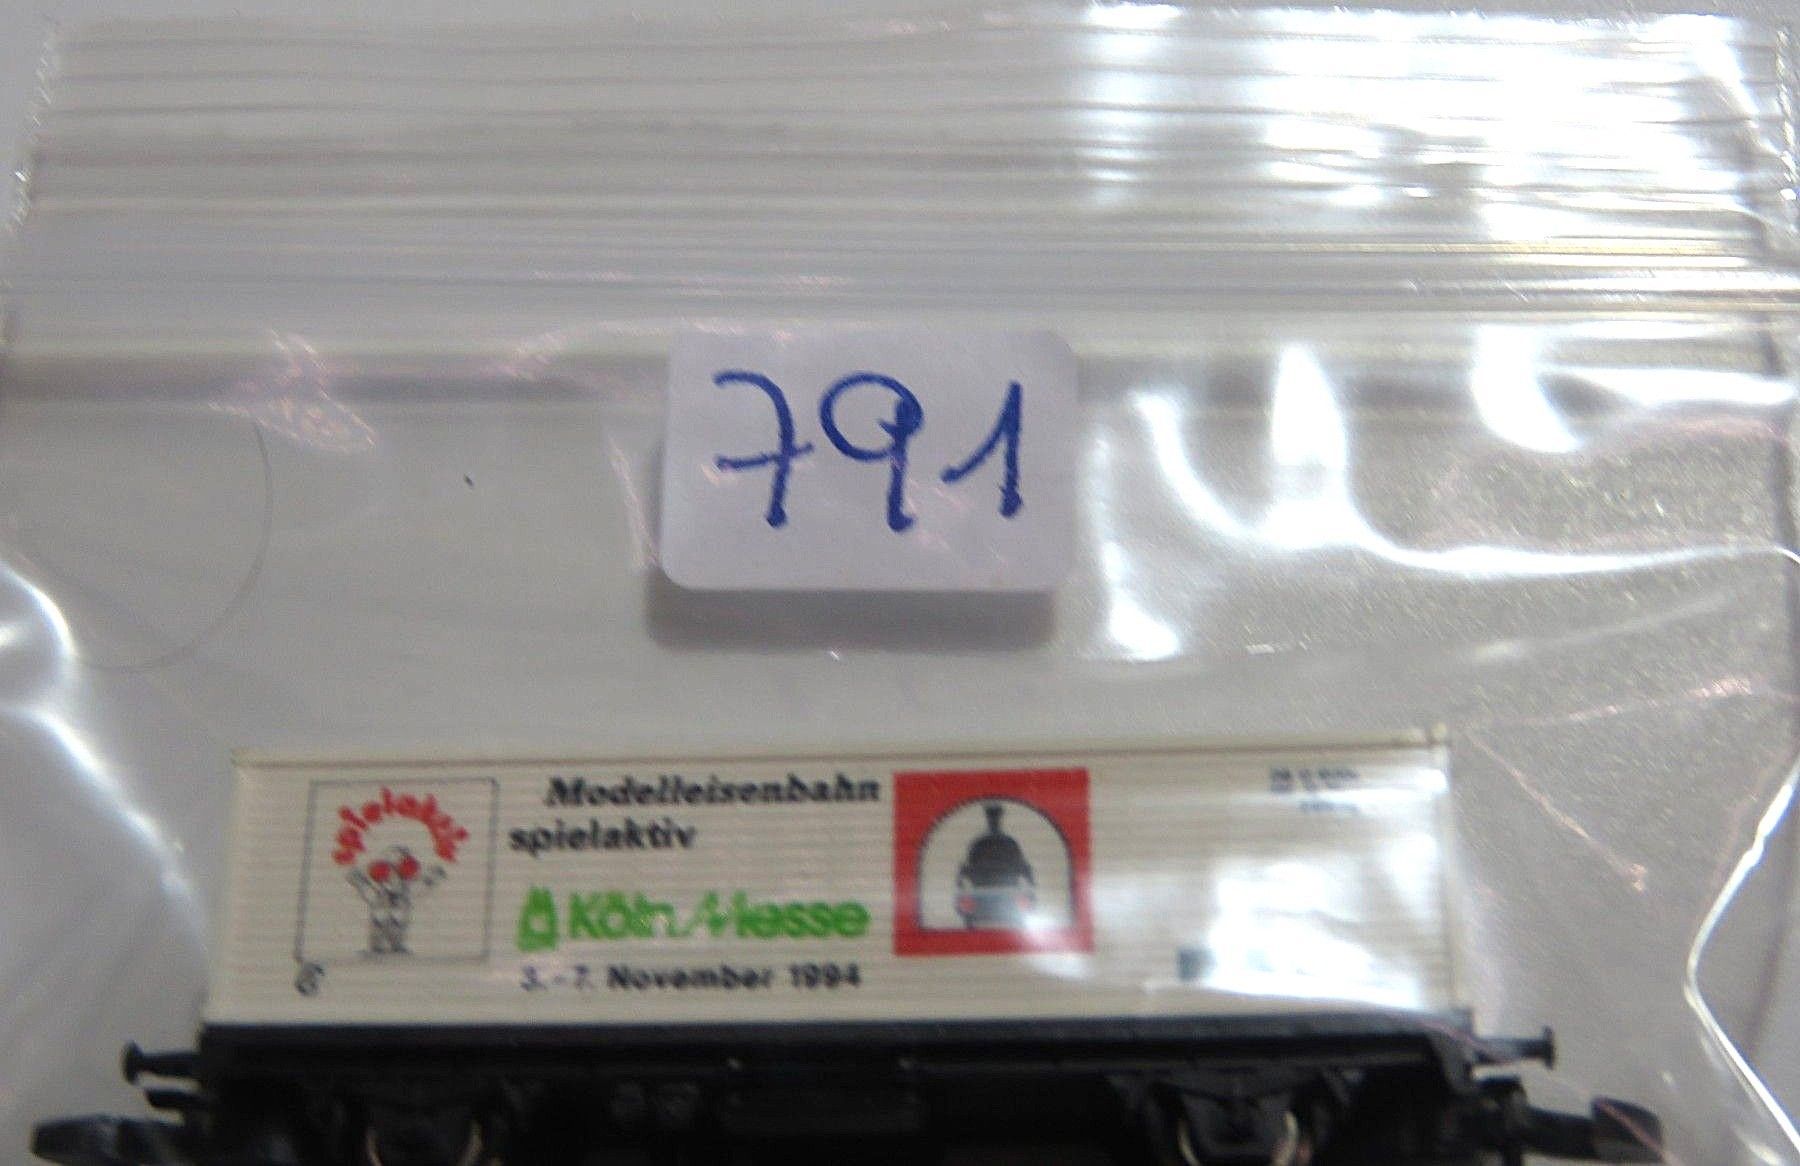 791
spielaktiv
Modelleisenbahn
spielaktiv
KölnMesse
3.-7. November 1994